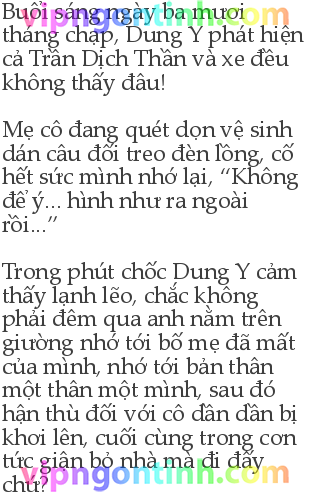 Buổi sáng ngày ba mươi
tháng chạp, Dung Y phát hiện
cả Trần Dịch Thần và xe đều
không thấy đâu!
Mẹ cô đang quét dọn vệ sinh
dán câu đối treo đèn lồng, cố
hết sức mình nhớ lại, “Không
để ý... hình như ra ngoài
rồi...”
Trong phút chốc Dung Y cảm
thấy lạnh lẽo, chắc không
phải đêm qua anh nằm trên
giường nhớ tới bố mẹ đã mất
của mình, nhớ tới bản thân
một thân một mình, sau đó
hận thù đối với cô dần dần bị
khơi lên, cuối cùng trong cơn
tức giận bỏ nhà mà đi đấy
chứ?
vipngontinh.com
vipngontinh.com